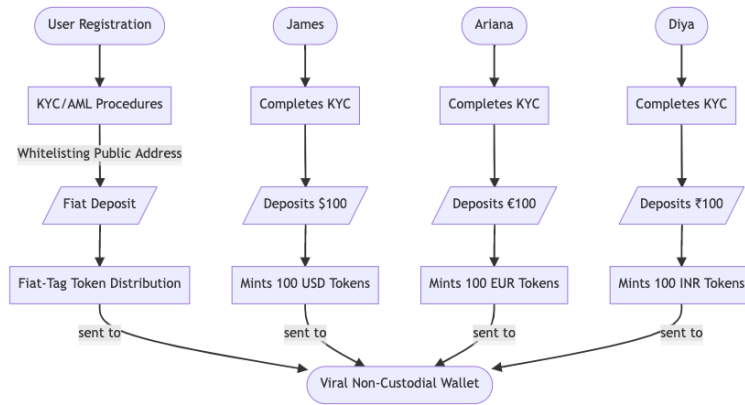 User Registration
James
Ariana
Diya
KYC/AML Procedures
Completes KYC
Completes KYC
Completes KYC
Whitelisting Public Address
Fiat Deposit
Deposits $100
Deposits €100
Deposits ₹100
Fiat-Tag Token Distribution
Mints 100 USD Tokens
Mints 100 EUR Tokens
Mints 100 INR Tokens
sent to
sent to
sent to
sent to
Viral Non-Custodial Wallet